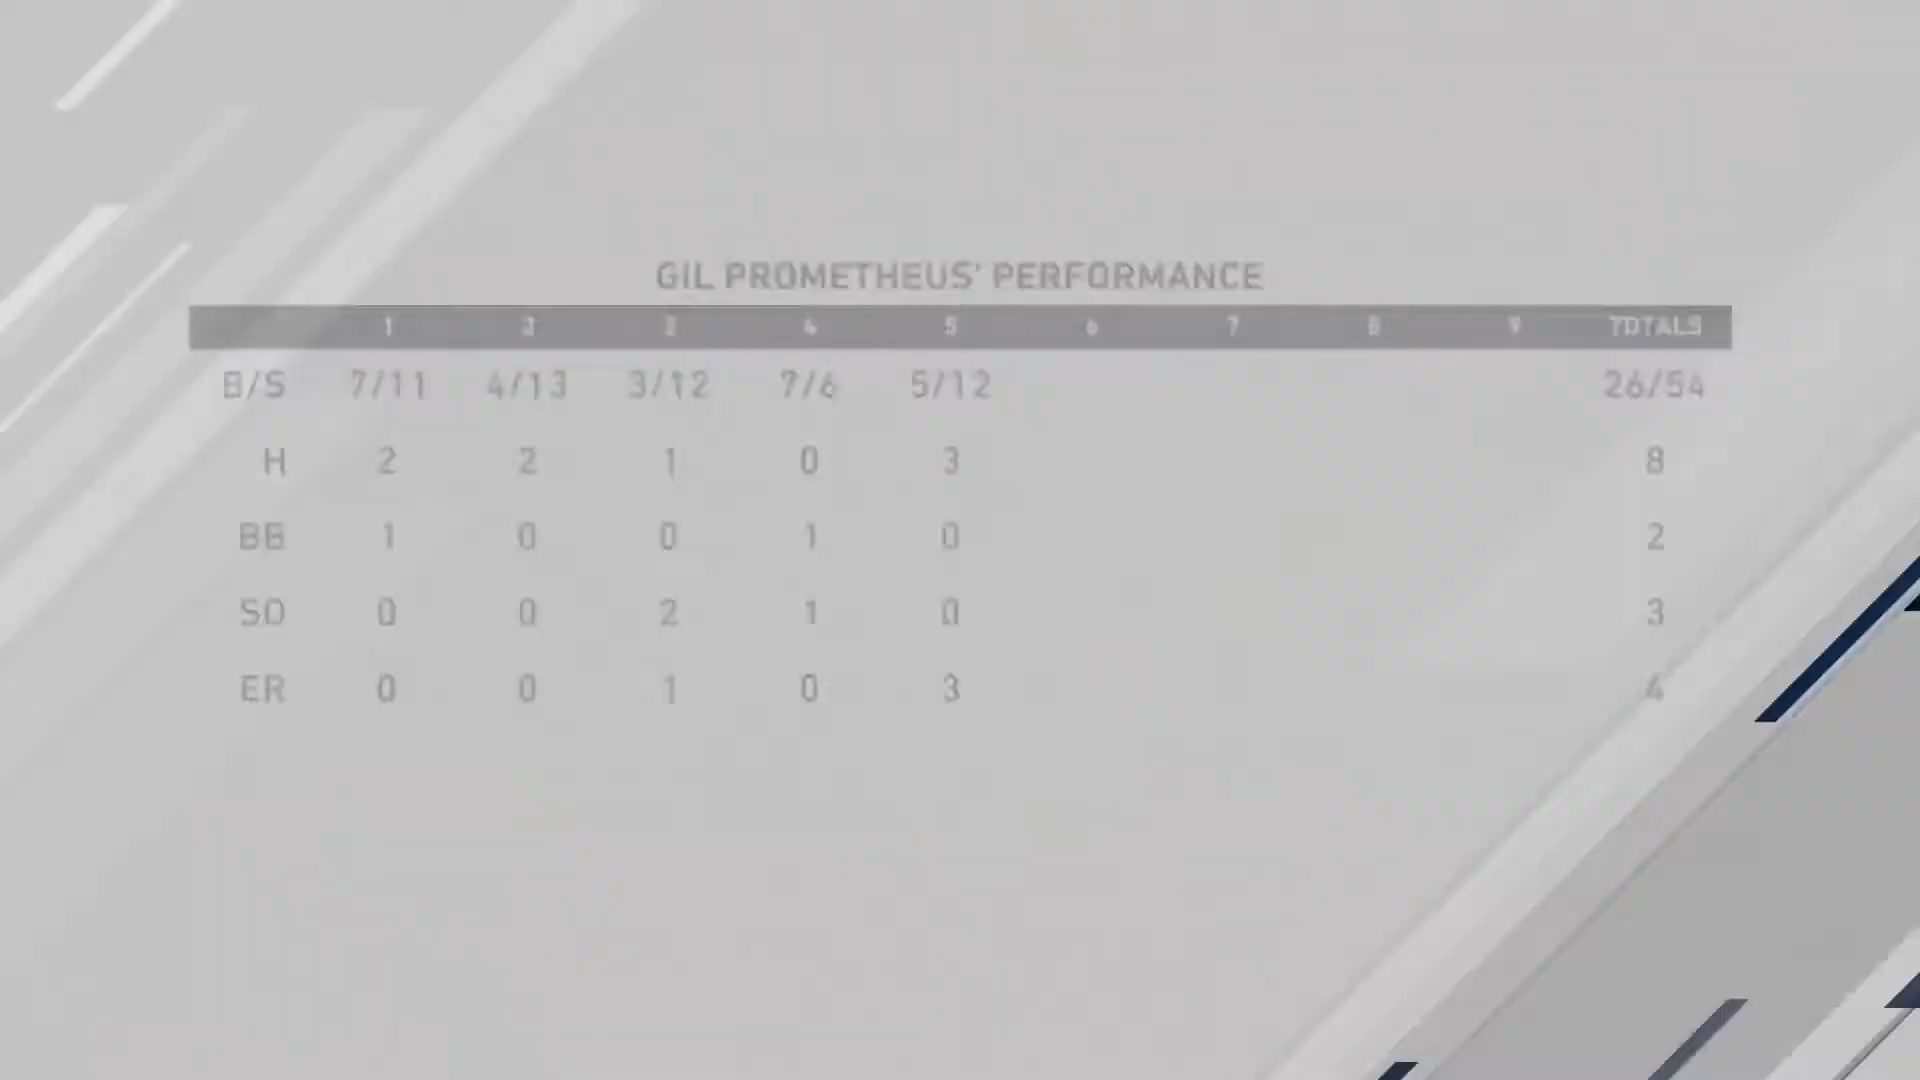 GIL PROMETHEUS' PERFORMANCE
1 2 3 4 5 6 7 8 9 TOTALS
B/S 7/11 4/13 3/12 7/6 5/12 26/54
H 2 2 1 0 3 8
BB 1 0 0 1 0 2
SO 0 0 2 1 0 3
ER 0 0 1 0 3 4